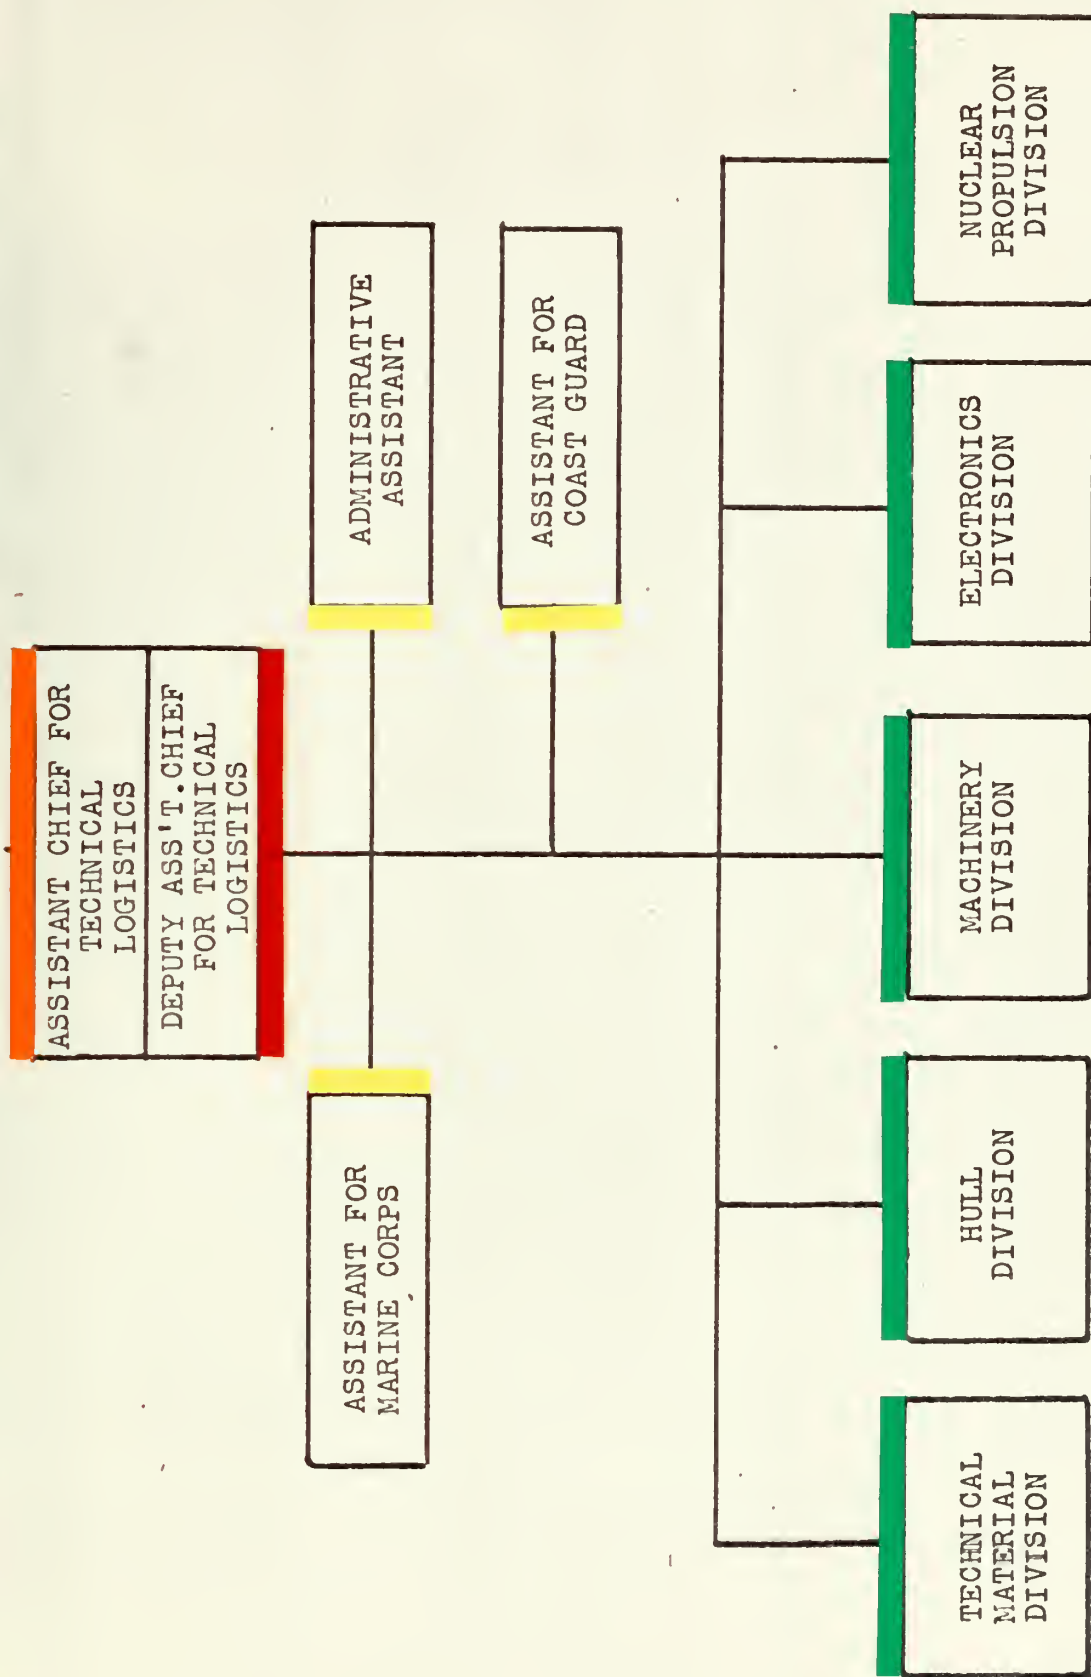 ASSISTANT CHIEF FOR
TECHNICAL
LOGISTICS
DEPUTY ASS'T.CHIEF
FOR TECHNICAL
LOGISTICS
ASSISTANT FOR
MARINE CORPS
ADMINISTRATIVE
ASSISTANT
ASSISTANT FOR
COAST GUARD
TECHNICAL
MATERIAL
DIVISION
HULL
DIVISION
MACHINERY
DIVISION
ELECTRONICS
DIVISION
NUCLEAR
PROPULSION
DIVISION